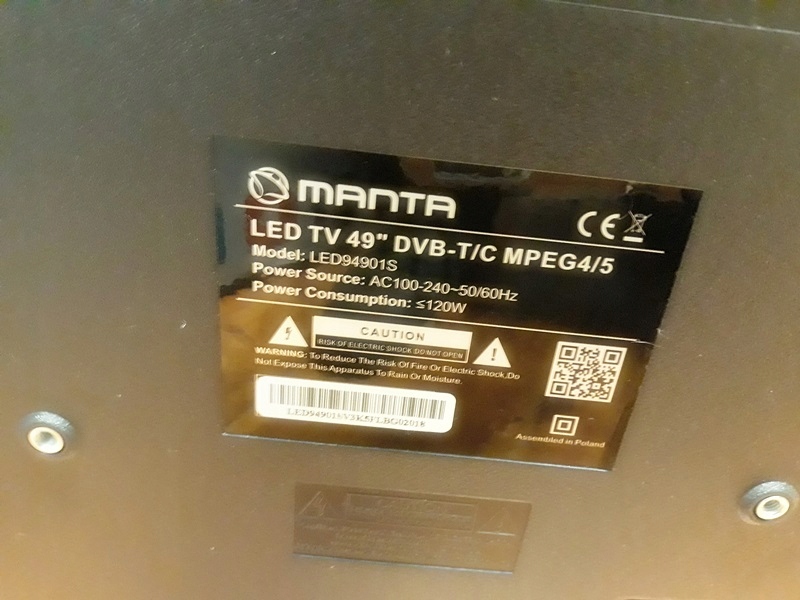 MANTA
CE
LED TV 49" DVB-T/C MPEG4/5
Model: LED94901S
Power Source: AC100-240~50/60Hz
Power Consumption: ≤120W
CAUTION
RISK OF ELECTRIC SHOCK DO NOT OPEN
WARNING: To Reduce The Risk Of Fire Or Electric Shock,Do
Not Expose This Apparatus To Rain Or Moisture.
Assembled in Poland